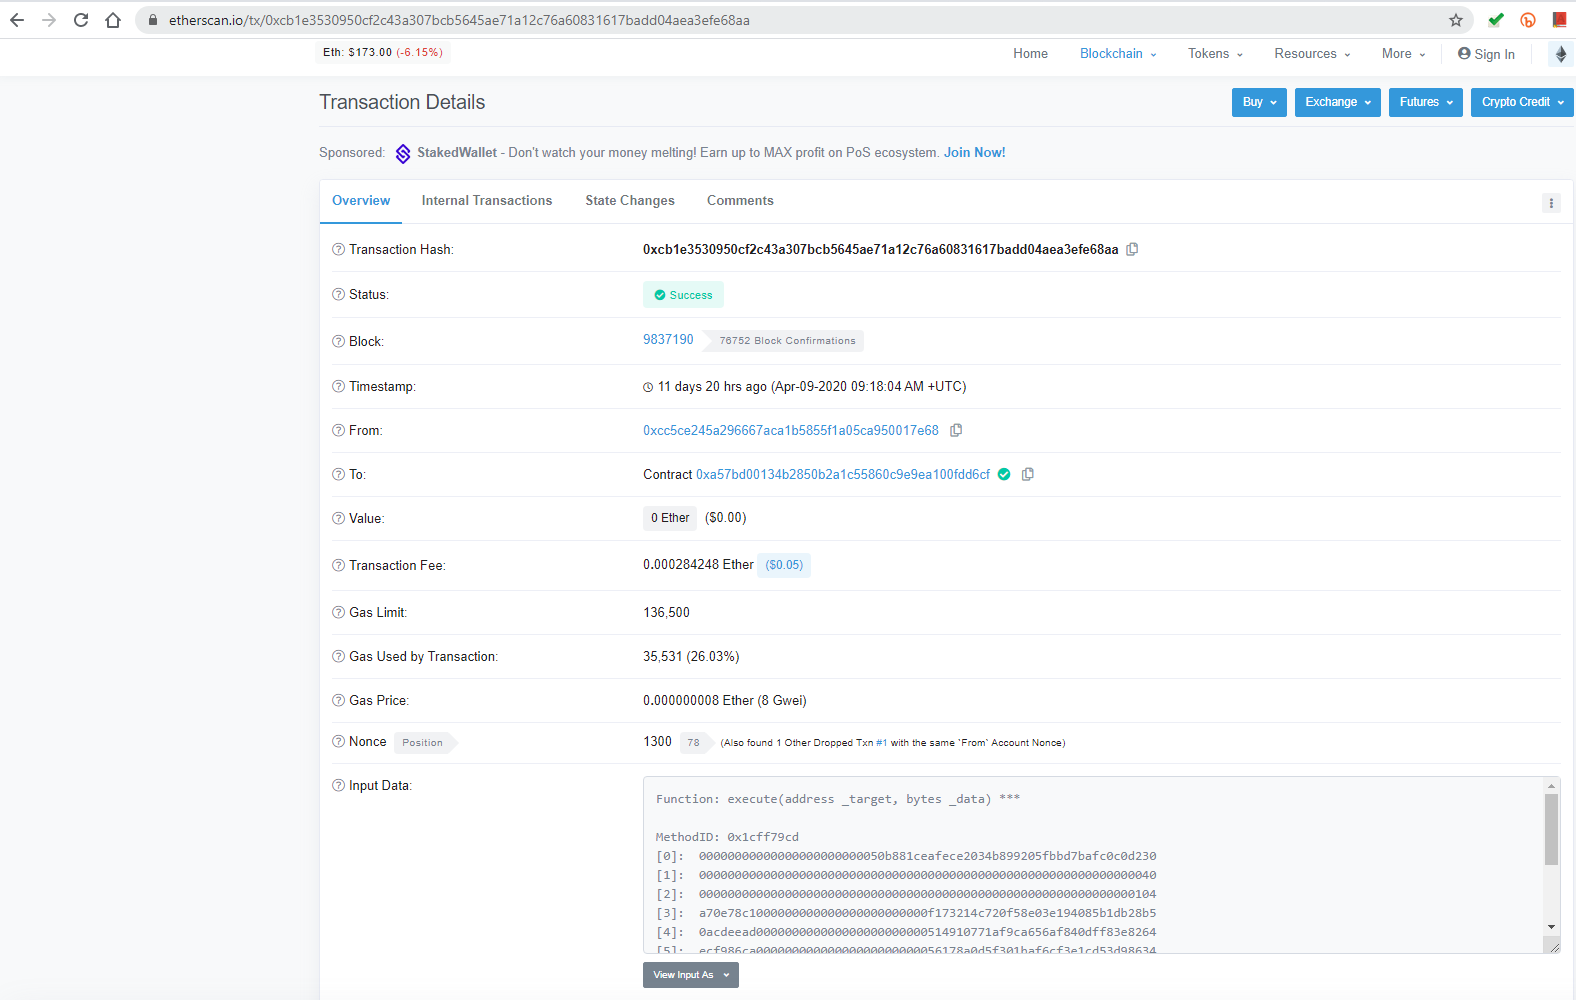 etherscan.io/tx/0xcb1e3530950cf2c43a307bcb5645ae71a12c76a60831617badd04aea3efe68aa
Eth: $173.00 (-6.15%)
Home Blockchain Tokens Resources More Sign In
Transaction Details
Buy Exchange Futures Crypto Credit
Sponsored: StakedWallet - Don't watch your money melting! Earn up to MAX profit on PoS ecosystem. Join Now!
Overview Internal Transactions State Changes Comments
Transaction Hash: 0xcb1e3530950cf2c43a307bcb5645ae71a12c76a60831617badd04aea3efe68aa
Status: Success
Block: 9837190 76752 Block Confirmations
Timestamp: 11 days 20 hrs ago (Apr-09-2020 09:18:04 AM +UTC)
From: 0xcc5ce245a296667aca1b5855f1a05ca950017e68
To: Contract 0xa57bd00134b2850b2a1c55860c9e9ea100fdd6cf
Value: 0 Ether ($0.00)
Transaction Fee: 0.000284248 Ether ($0.05)
Gas Limit: 136,500
Gas Used by Transaction: 35,531 (26.03%)
Gas Price: 0.000000008 Ether (8 Gwei)
Nonce Position 1300 78 (Also found 1 Other Dropped Txn #1 with the same `From` Account Nonce)
Input Data:
Function: execute(address _target, bytes _data) ***
MethodID: 0x1cff79cd
[0]: 00000000000000000000000050b881ceafece2034b899205fbbd7bafc0c0d230
[1]: 0000000000000000000000000000000000000000000000000000000000000040
[2]: 0000000000000000000000000000000000000000000000000000000000000104
[3]: a70e78c1000000000000000000000000f173214c720f58e03e194085b1db28b5
[4]: 0acdeead000000000000000000000000514910771af9ca656af840dff83e8264
[5]: ecf986ca00000000000000000000000056178a0d5f301baf6cf3e1cd53d98634
View Input As